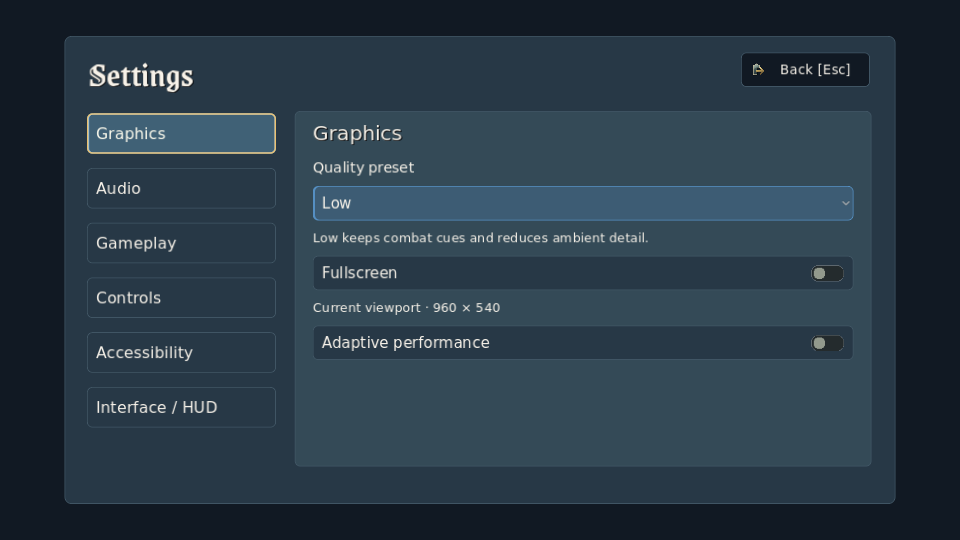 Settings
Back [Esc]
Graphics
Audio
Gameplay
Controls
Accessibility
Interface / HUD
Graphics
Quality preset
Low
Low keeps combat cues and reduces ambient detail.
Fullscreen
Current viewport · 960 × 540
Adaptive performance